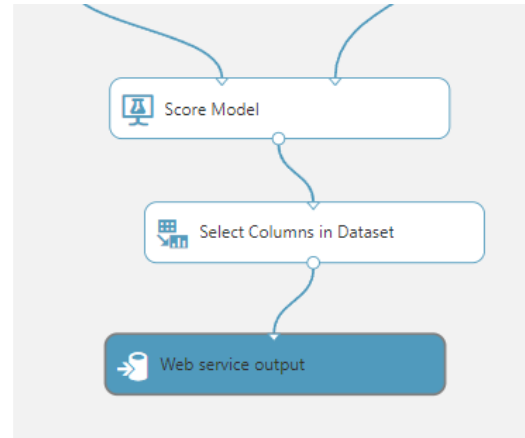 Score Model
Select Columns in Dataset
Web service output